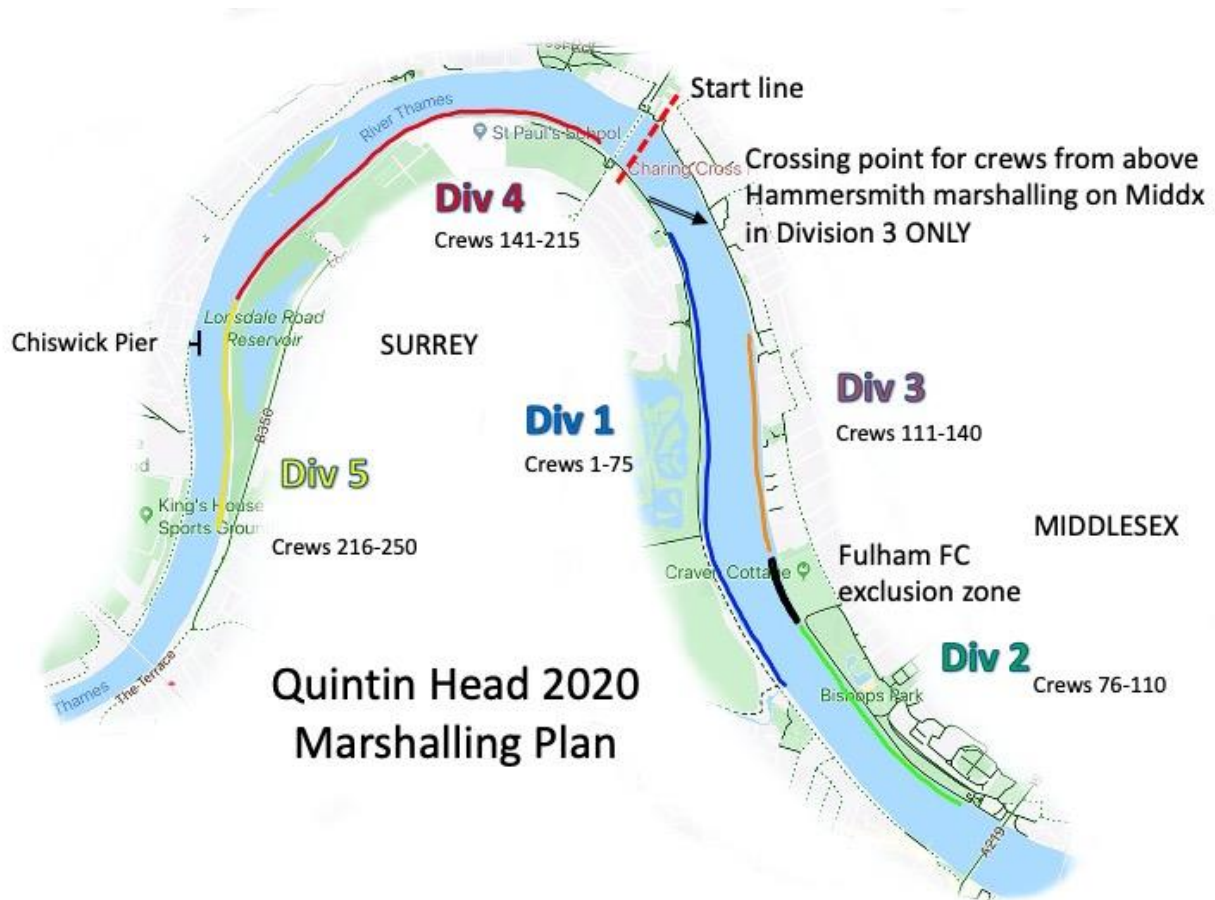 Start line
River Thames
St Paul's School
Charing Cross
Crossing point for crews from above
Hammersmith marshalling on Middx
in Division 3 ONLY
Div 4
Crews 141-215
Lonsdale Road
Reservoir
Chiswick Pier
SURREY
Div 3
Crews 111-140
Div 1
Crews 1-75
B350
Div 5
King's House
Sports Groun
Crews 216-250
MIDDLESEX
Craven Cottage
Fulham FC
exclusion zone
Div 2
Crews 76-110
Bishops Park
Thames
The Terrace
Quintin Head 2020
Marshalling Plan
A219